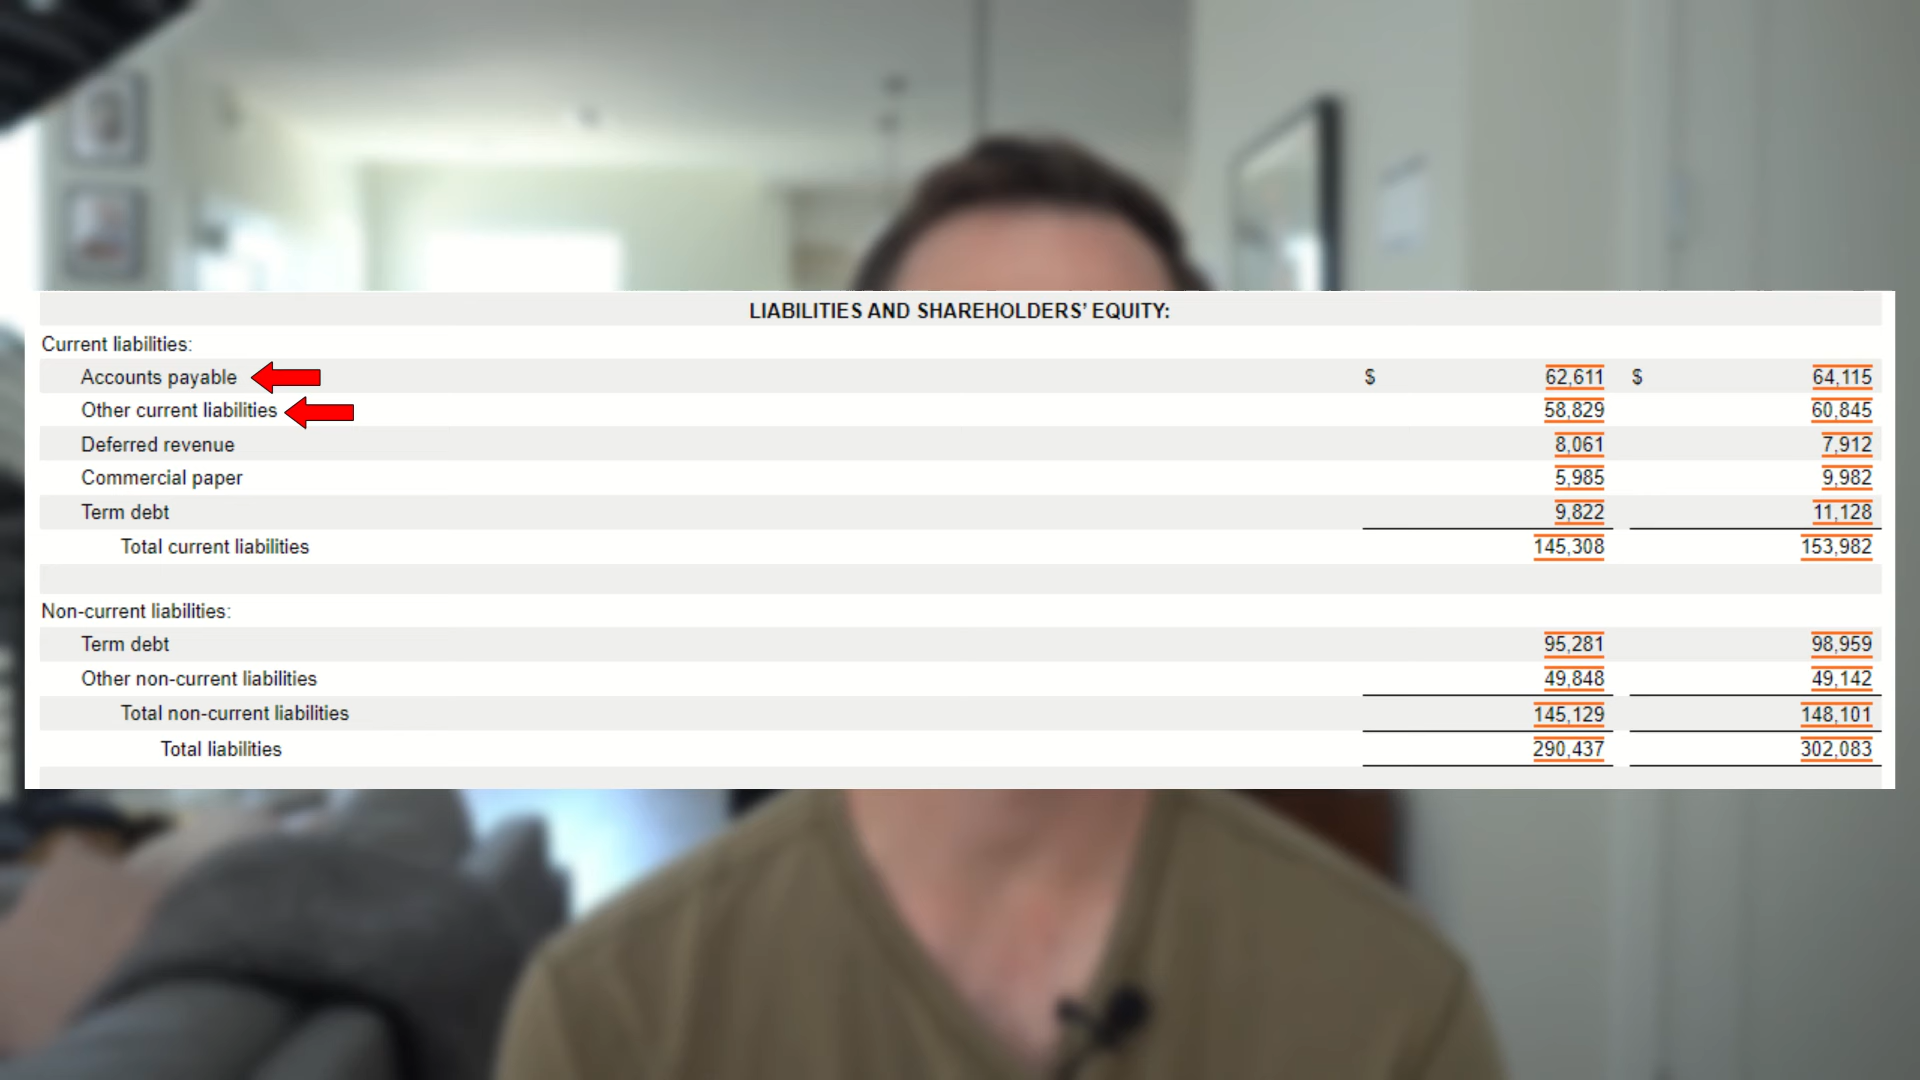 LIABILITIES AND SHAREHOLDERS’ EQUITY:
Current liabilities:
Accounts payable $ 62,611 $ 64,115
Other current liabilities 58,829 60,845
Deferred revenue 8,061 7,912
Commercial paper 5,985 9,982
Term debt 9,822 11,128
Total current liabilities 145,308 153,982
Non-current liabilities:
Term debt 95,281 98,959
Other non-current liabilities 49,848 49,142
Total non-current liabilities 145,129 148,101
Total liabilities 290,437 302,083